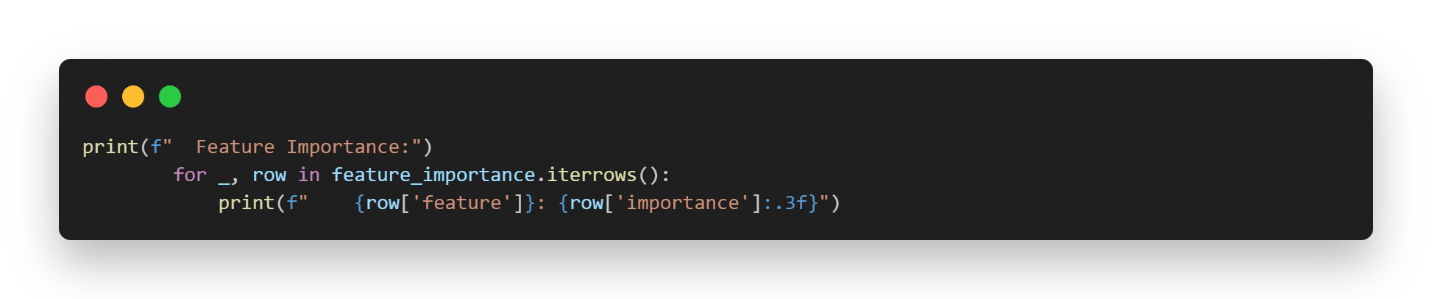 print(f"  Feature Importance:")
        for _, row in feature_importance.iterrows():
            print(f"    {row['feature']}: {row['importance']:.3f}")